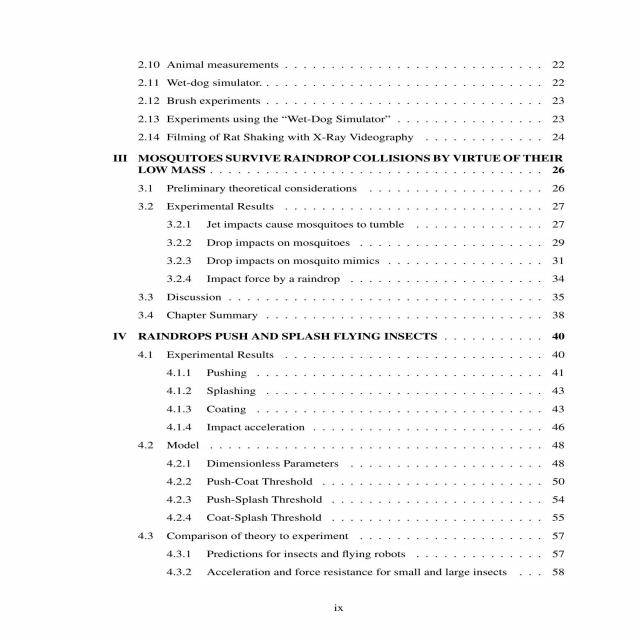 2.10 Animal measurements . . . . . . . . . . . . . . . . . . . . . . . . . . . . 22
2.11 Wet-dog simulator. . . . . . . . . . . . . . . . . . . . . . . . . . . . . . . 22
2.12 Brush experiments . . . . . . . . . . . . . . . . . . . . . . . . . . . . . . 23
2.13 Experiments using the “Wet-Dog Simulator” . . . . . . . . . . . . . . . . 23
2.14 Filming of Rat Shaking with X-Ray Videography . . . . . . . . . . . . . 24
III MOSQUITOES SURVIVE RAINDROP COLLISIONS BY VIRTUE OF THEIR
LOW MASS . . . . . . . . . . . . . . . . . . . . . . . . . . . . . . . . . . . . 26
3.1 Preliminary theoretical considerations . . . . . . . . . . . . . . . . . . . 26
3.2 Experimental Results . . . . . . . . . . . . . . . . . . . . . . . . . . . . 27
3.2.1 Jet impacts cause mosquitoes to tumble . . . . . . . . . . . . . . 27
3.2.2 Drop impacts on mosquitoes . . . . . . . . . . . . . . . . . . . . 29
3.2.3 Drop impacts on mosquito mimics . . . . . . . . . . . . . . . . . 31
3.2.4 Impact force by a raindrop . . . . . . . . . . . . . . . . . . . . . 34
3.3 Discussion . . . . . . . . . . . . . . . . . . . . . . . . . . . . . . . . . . 35
3.4 Chapter Summary . . . . . . . . . . . . . . . . . . . . . . . . . . . . . . 38
IV RAINDROPS PUSH AND SPLASH FLYING INSECTS . . . . . . . . . . . 40
4.1 Experimental Results . . . . . . . . . . . . . . . . . . . . . . . . . . . . 40
4.1.1 Pushing . . . . . . . . . . . . . . . . . . . . . . . . . . . . . . . 41
4.1.2 Splashing . . . . . . . . . . . . . . . . . . . . . . . . . . . . . . 43
4.1.3 Coating . . . . . . . . . . . . . . . . . . . . . . . . . . . . . . . 43
4.1.4 Impact acceleration . . . . . . . . . . . . . . . . . . . . . . . . . 46
4.2 Model . . . . . . . . . . . . . . . . . . . . . . . . . . . . . . . . . . . . 48
4.2.1 Dimensionless Parameters . . . . . . . . . . . . . . . . . . . . . 48
4.2.2 Push-Coat Threshold . . . . . . . . . . . . . . . . . . . . . . . . 50
4.2.3 Push-Splash Threshold . . . . . . . . . . . . . . . . . . . . . . . 54
4.2.4 Coat-Splash Threshold . . . . . . . . . . . . . . . . . . . . . . . 55
4.3 Comparison of theory to experiment . . . . . . . . . . . . . . . . . . . . 57
4.3.1 Predictions for insects and flying robots . . . . . . . . . . . . . . 57
4.3.2 Acceleration and force resistance for small and large insects . . . 58
ix